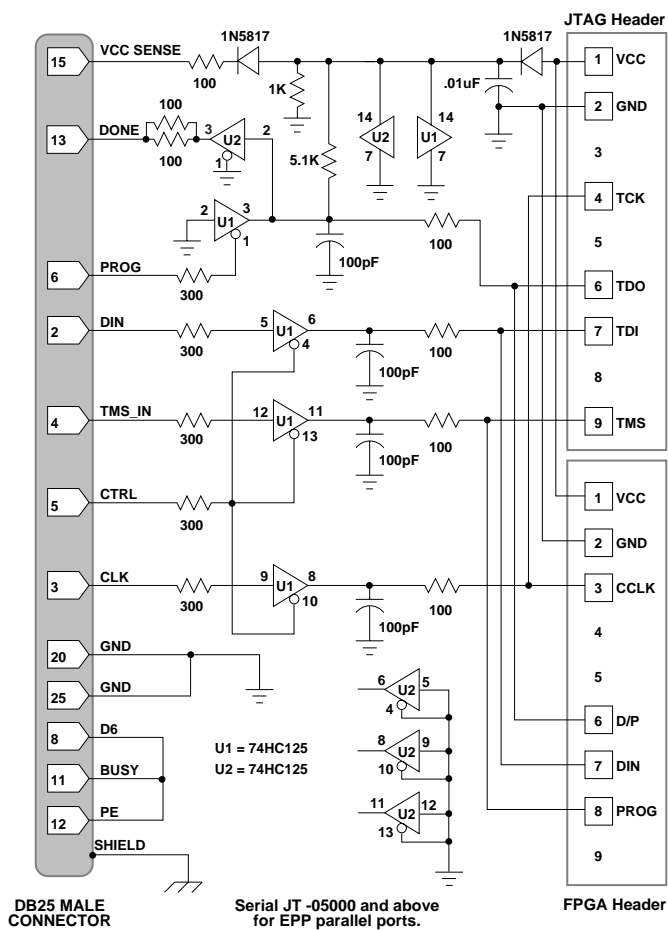 JTAG Header
1N5817
1N5817
15
VCC SENSE
1
VCC
100
.01uF
1K
100
2
GND
13
DONE
3
2
14
14
U2
U2
U1
100
1
7
7
3
5.1K
4
TCK
2
3
U1
1
5
100
6
PROG
100pF
6
TDO
300
2
DIN
5
6
U1
7
TDI
300
4
100
100pF
8
4
TMS_IN
12
11
U1
9
TMS
300
13
100
100pF
5
CTRL
1
VCC
300
2
GND
3
CLK
9
8
U1
3
CCLK
300
10
100
100pF
4
20
GND
5
25
GND
6
5
U2
4
6
D/P
8
D6
U1 = 74HC125
8
9
U2
10
7
DIN
11
BUSY
U2 = 74HC125
12
PE
11
12
U2
13
8
PROG
SHIELD
9
DB25 MALE
CONNECTOR
Serial JT -05000 and above
for EPP parallel ports.
FPGA Header